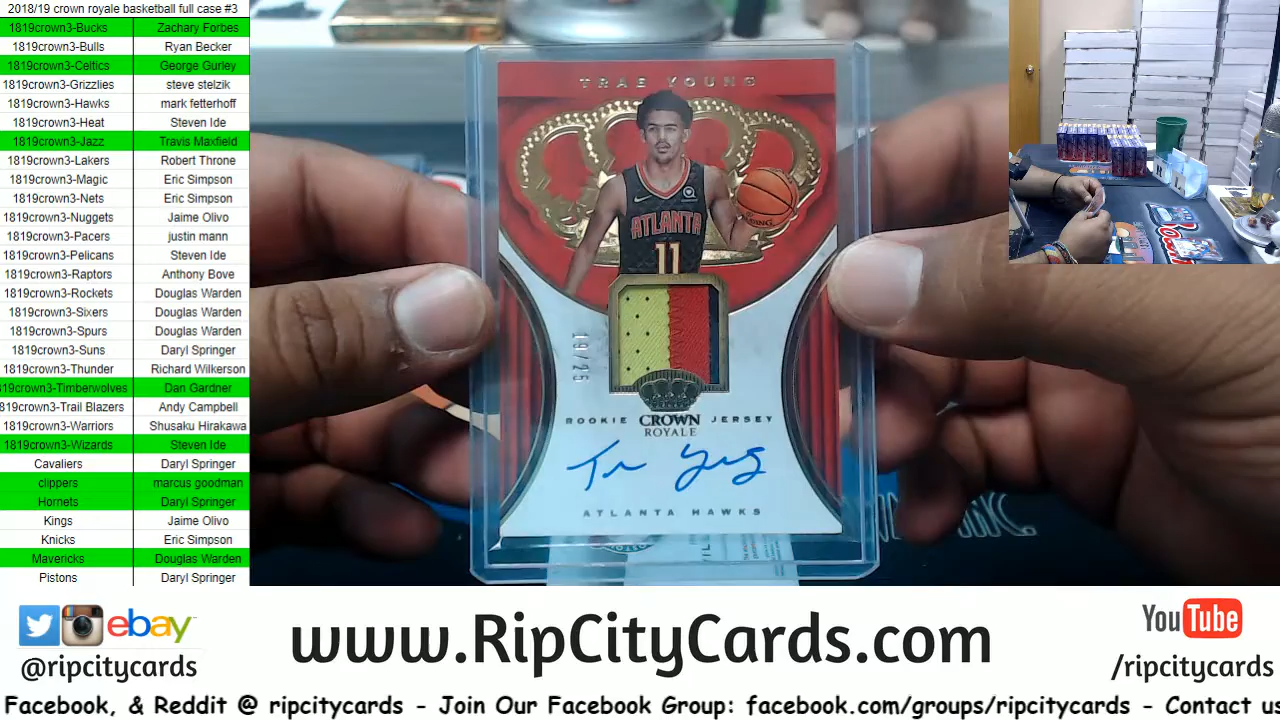 2018/19 crown royale basketball full case #3
1819crown3-Bucks Zachary Forbes
1819crown3-Bulls Ryan Becker
1819crown3-Celtics George Gurley
1819crown3-Grizzlies steve stelzik
1819crown3-Hawks mark fetterhoff
1819crown3-Heat Steven Ide
1819crown3-Jazz Travis Maxfield
1819crown3-Lakers Robert Throne
1819crown3-Magic Eric Simpson
1819crown3-Nets Eric Simpson
1819crown3-Nuggets Jaime Olivo
1819crown3-Pacers justin mann
1819crown3-Pelicans Steven Ide
1819crown3-Raptors Anthony Bove
1819crown3-Rockets Douglas Warden
1819crown3-Sixers Douglas Warden
1819crown3-Spurs Douglas Warden
1819crown3-Suns Daryl Springer
1819crown3-Thunder Richard Wilkerson
819crown3-Timberwolves Dan Gardner
819crown3-Trail Blazers Andy Campbell
1819crown3-Warriors Shusaku Hirakawa
1819crown3-Wizards Steven Ide
Cavaliers Daryl Springer
clippers marcus goodman
Hornets Daryl Springer
Kings Jaime Olivo
Knicks Eric Simpson
Mavericks Douglas Warden
Pistons Daryl Springer
TRAE YOUNG
ATLANTA
11
19/25
ROOKIE CROWN JERSEY
ROYALE
ATLANTA HAWKS
ebay
@ripcitycards
www.RipCityCards.com
YouTube
/ripcitycards
Facebook, & Reddit @ ripcitycards - Join Our Facebook Group: facebook.com/groups/ripcitycards - Contact us